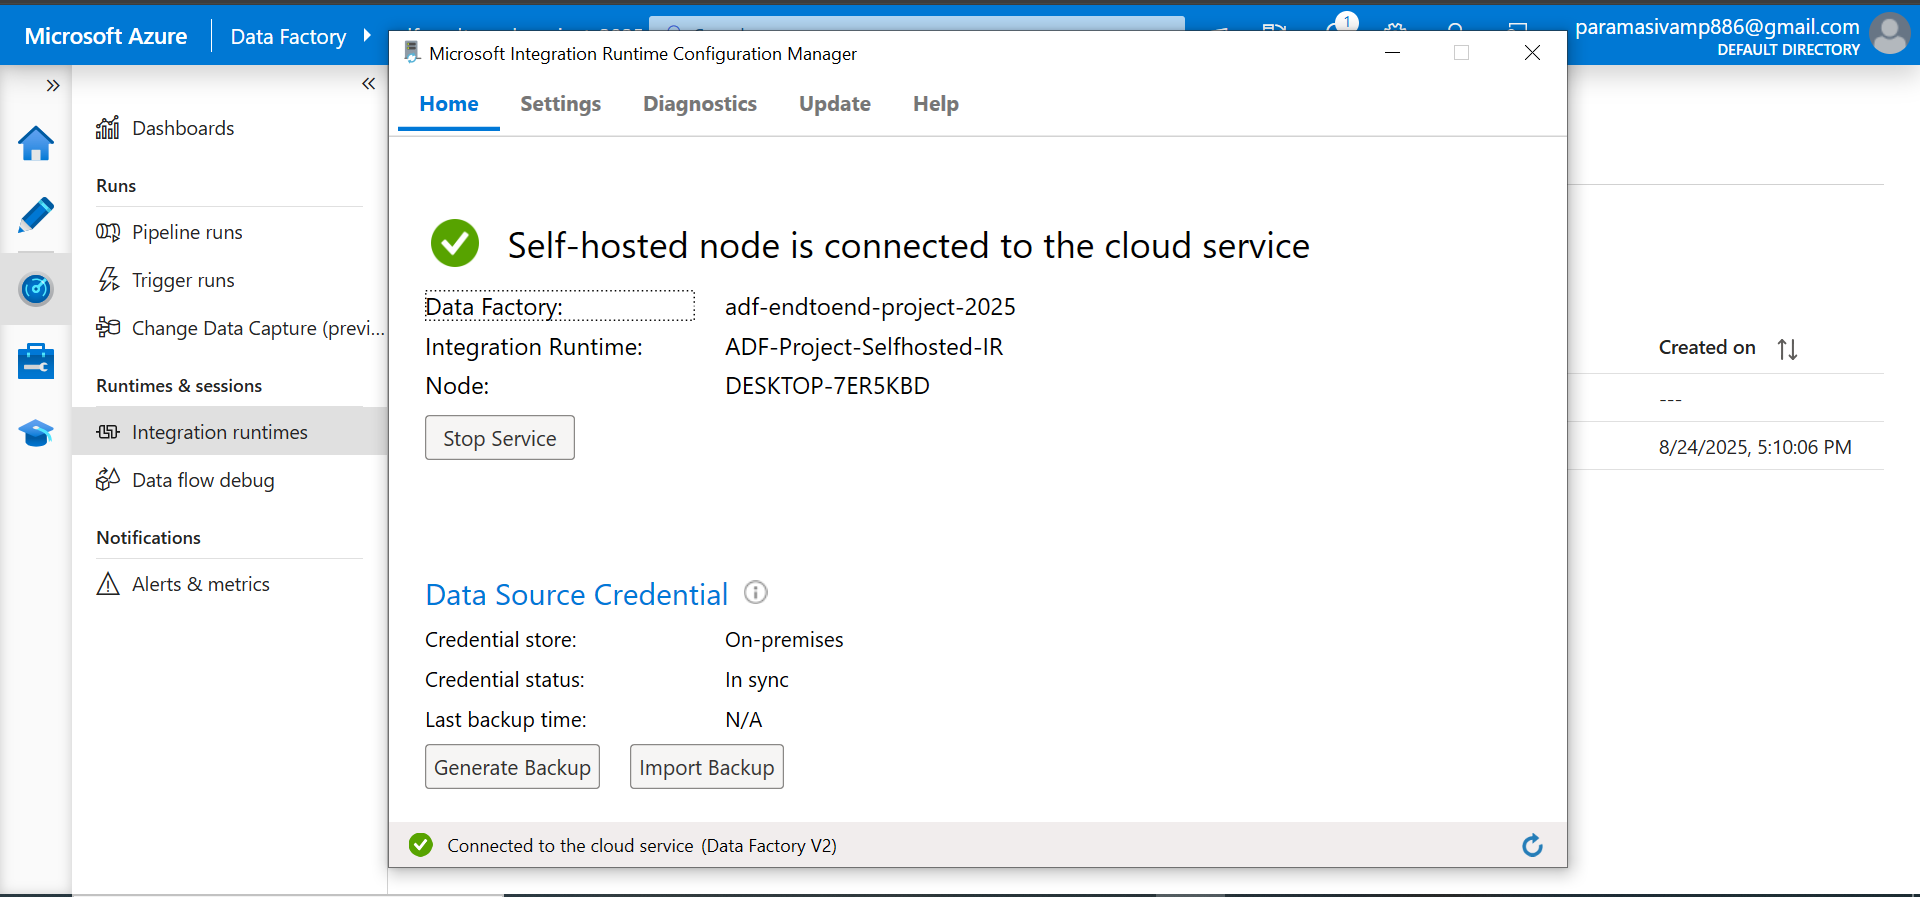 Microsoft Azure
Data Factory
1
paramasivamp886@gmail.com
DEFAULT DIRECTORY
Dashboards
Runs
Pipeline runs
Trigger runs
Change Data Capture (previ...
Runtimes & sessions
Integration runtimes
Data flow debug
Notifications
Alerts & metrics
Microsoft Integration Runtime Configuration Manager
Home Settings Diagnostics Update Help
Self-hosted node is connected to the cloud service
Data Factory: adf-endtoend-project-2025
Integration Runtime: ADF-Project-Selfhosted-IR
Node: DESKTOP-7ER5KBD
Stop Service
Data Source Credential
Credential store: On-premises
Credential status: In sync
Last backup time: N/A
Generate Backup Import Backup
Connected to the cloud service (Data Factory V2)
Created on
---
8/24/2025, 5:10:06 PM